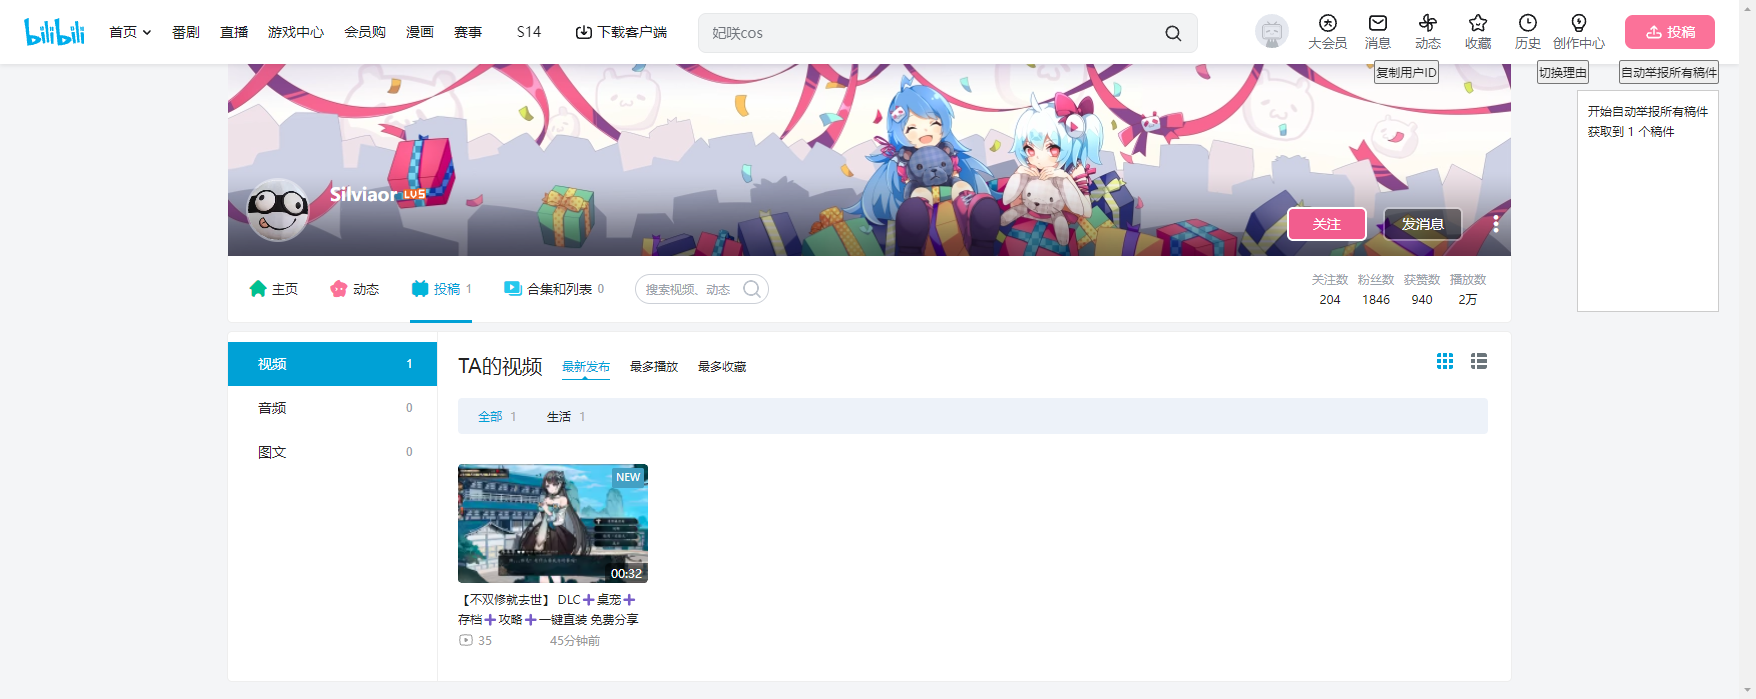 bilibili
首页
番剧
直播
游戏中心
会员购
漫画
赛事
S14
下载客户端
妃咲cos
大会员
消息
动态
收藏
历史
创作中心
投稿
复制用户ID
切换理由
自动举报所有稿件
开始自动举报所有稿件
获取到 1 个稿件
Silviaor LV5
关注
发消息
主页
动态
投稿 1
合集和列表 0
搜索视频、动态
关注数 粉丝数 获赞数 播放数
204 1846 940 2万
视频 1
音频 0
图文 0
TA的视频
最新发布
最多播放
最多收藏
全部 1
生活 1
NEW
00:32
【不双修就去世】 DLC➕桌宠➕
存档➕攻略➕一键直装 免费分享
35
45分钟前